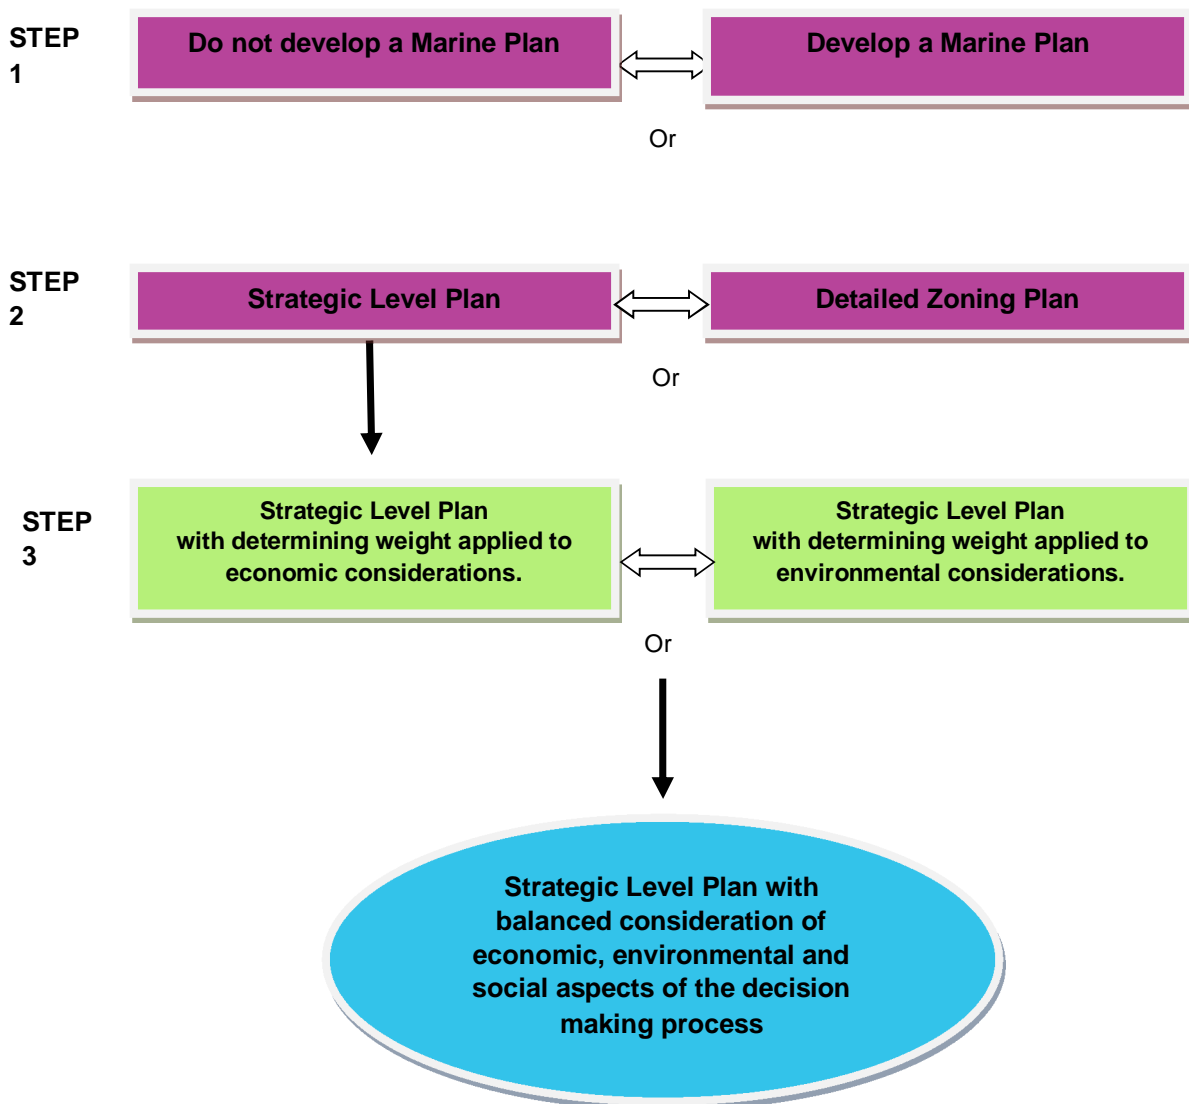 STEP
1
Do not develop a Marine Plan
Develop a Marine Plan
Or
STEP
2
Strategic Level Plan
Detailed Zoning Plan
Or
STEP
3
Strategic Level Plan
with determining weight applied to
economic considerations.
Strategic Level Plan
with determining weight applied to
environmental considerations.
Or
Strategic Level Plan with
balanced consideration of
economic, environmental and
social aspects of the decision
making process